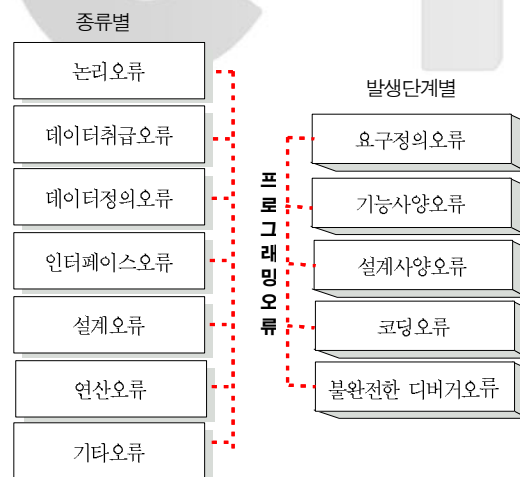 종류별
논리오류
데이터취급오류
데이터정의오류
인터페이스오류
설계오류
연산오류
기타오류
프로그래밍오류
발생단계별
요구정의오류
기능사양오류
설계사양오류
코딩오류
불완전한 디버거오류